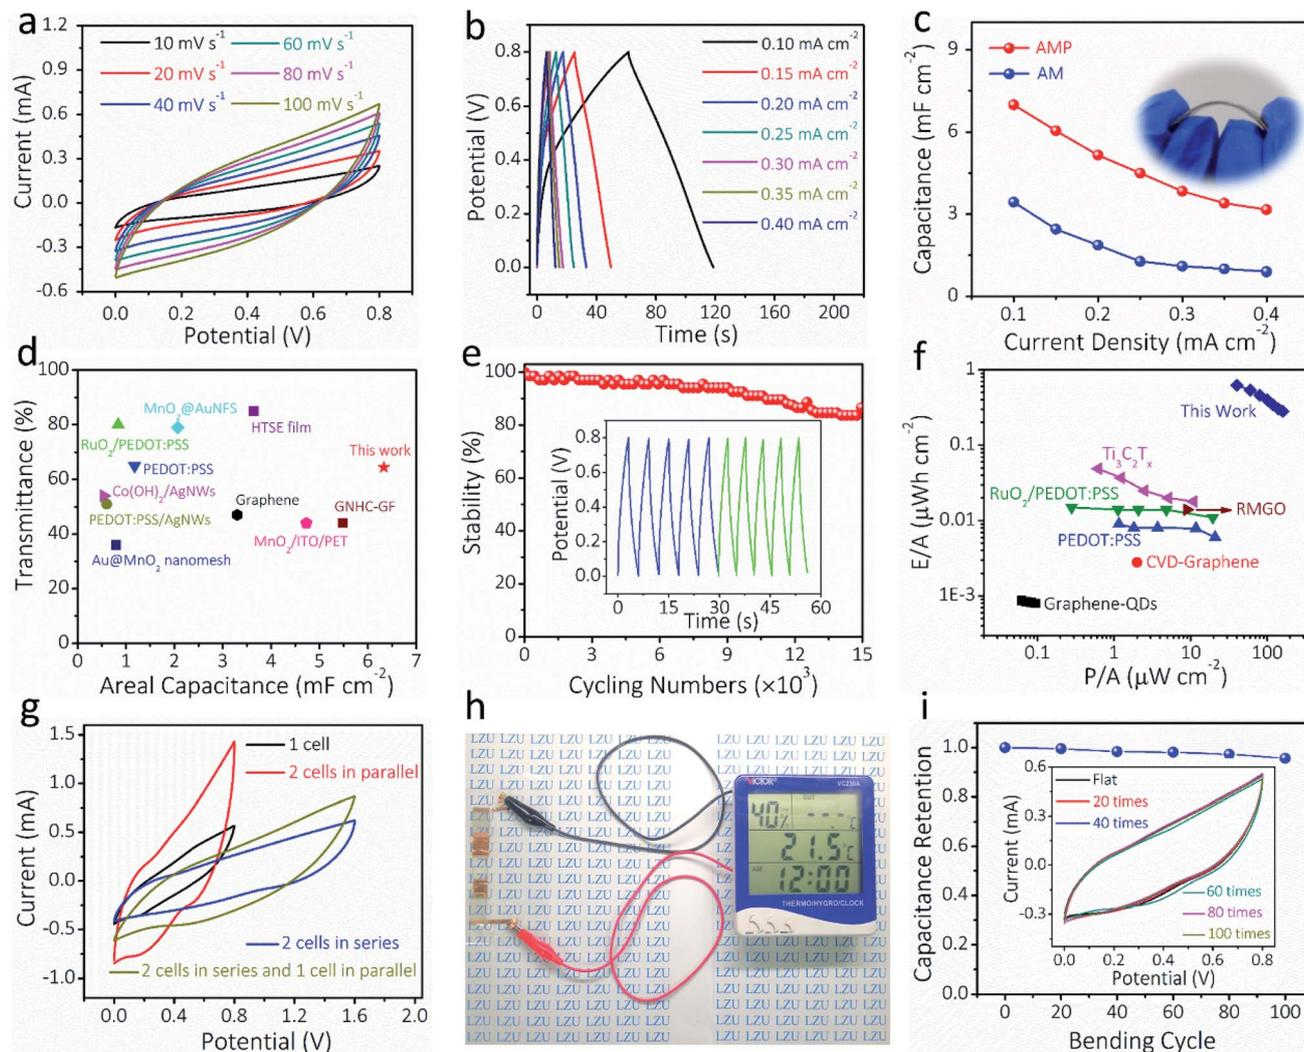 a
1.2
0.9
0.6
0.3
0.0
-0.3
-0.6
Current (mA)
10 mV s⁻¹
60 mV s⁻¹
20 mV s⁻¹
80 mV s⁻¹
40 mV s⁻¹
100 mV s⁻¹
0.0 0.2 0.4 0.6 0.8
Potential (V)
b
0.8
0.6
0.4
0.2
0.0
Potential (V)
0.10 mA cm⁻²
0.15 mA cm⁻²
0.20 mA cm⁻²
0.25 mA cm⁻²
0.30 mA cm⁻²
0.35 mA cm⁻²
0.40 mA cm⁻²
0 40 80 120 160 200
Time (s)
c
9
6
3
0
Capacitance (mF cm⁻²)
AMP
AM
0.1 0.2 0.3 0.4
Current Density (mA cm⁻²)
d
100
80
60
40
20
0
Transmittance (%)
MnO₂@AuNFS
HTSE film
RuO₂/PEDOT:PSS
This work
PEDOT:PSS
Co(OH)₂/AgNWs
Graphene
GNHC-GF
PEDOT:PSS/AgNWs
MnO₂/ITO/PET
Au@MnO₂ nanomesh
0 1 2 3 4 5 6 7
Areal Capacitance (mF cm⁻²)
e
100
80
60
40
20
0
Stability (%)
0.8
0.6
0.4
0.2
0.0
Potential (V)
0 15 30 45 60
Time (s)
0 3 6 9 12 15
Cycling Numbers (×10³)
f
1
0.1
0.01
1E-3
E/A (μWh cm⁻²)
This Work
Ti₃C₂Tₓ
RuO₂/PEDOT:PSS
RMGO
PEDOT:PSS
CVD-Graphene
Graphene-QDs
0.1 1 10 100
P/A (μW cm⁻²)
g
1.5
1.0
0.5
0.0
-0.5
-1.0
Current (mA)
1 cell
2 cells in parallel
2 cells in series
2 cells in series and 1 cell in parallel
0.0 0.4 0.8 1.2 1.6 2.0
Potential (V)
h
LZU LZU LZU LZU LZU LZU LZU LZU
VICTOR
VC230A
OUT
40%
--.-°C
21.5°C
AM
12:00
THERMO/HYGRO/CLOCK
i
1.0
0.8
0.6
0.4
0.2
0.0
Capacitance Retention
0.6
0.3
0.0
-0.3
Current (mA)
Flat
20 times
40 times
60 times
80 times
100 times
0.0 0.2 0.4 0.6 0.8
Potential (V)
0 20 40 60 80 100
Bending Cycle